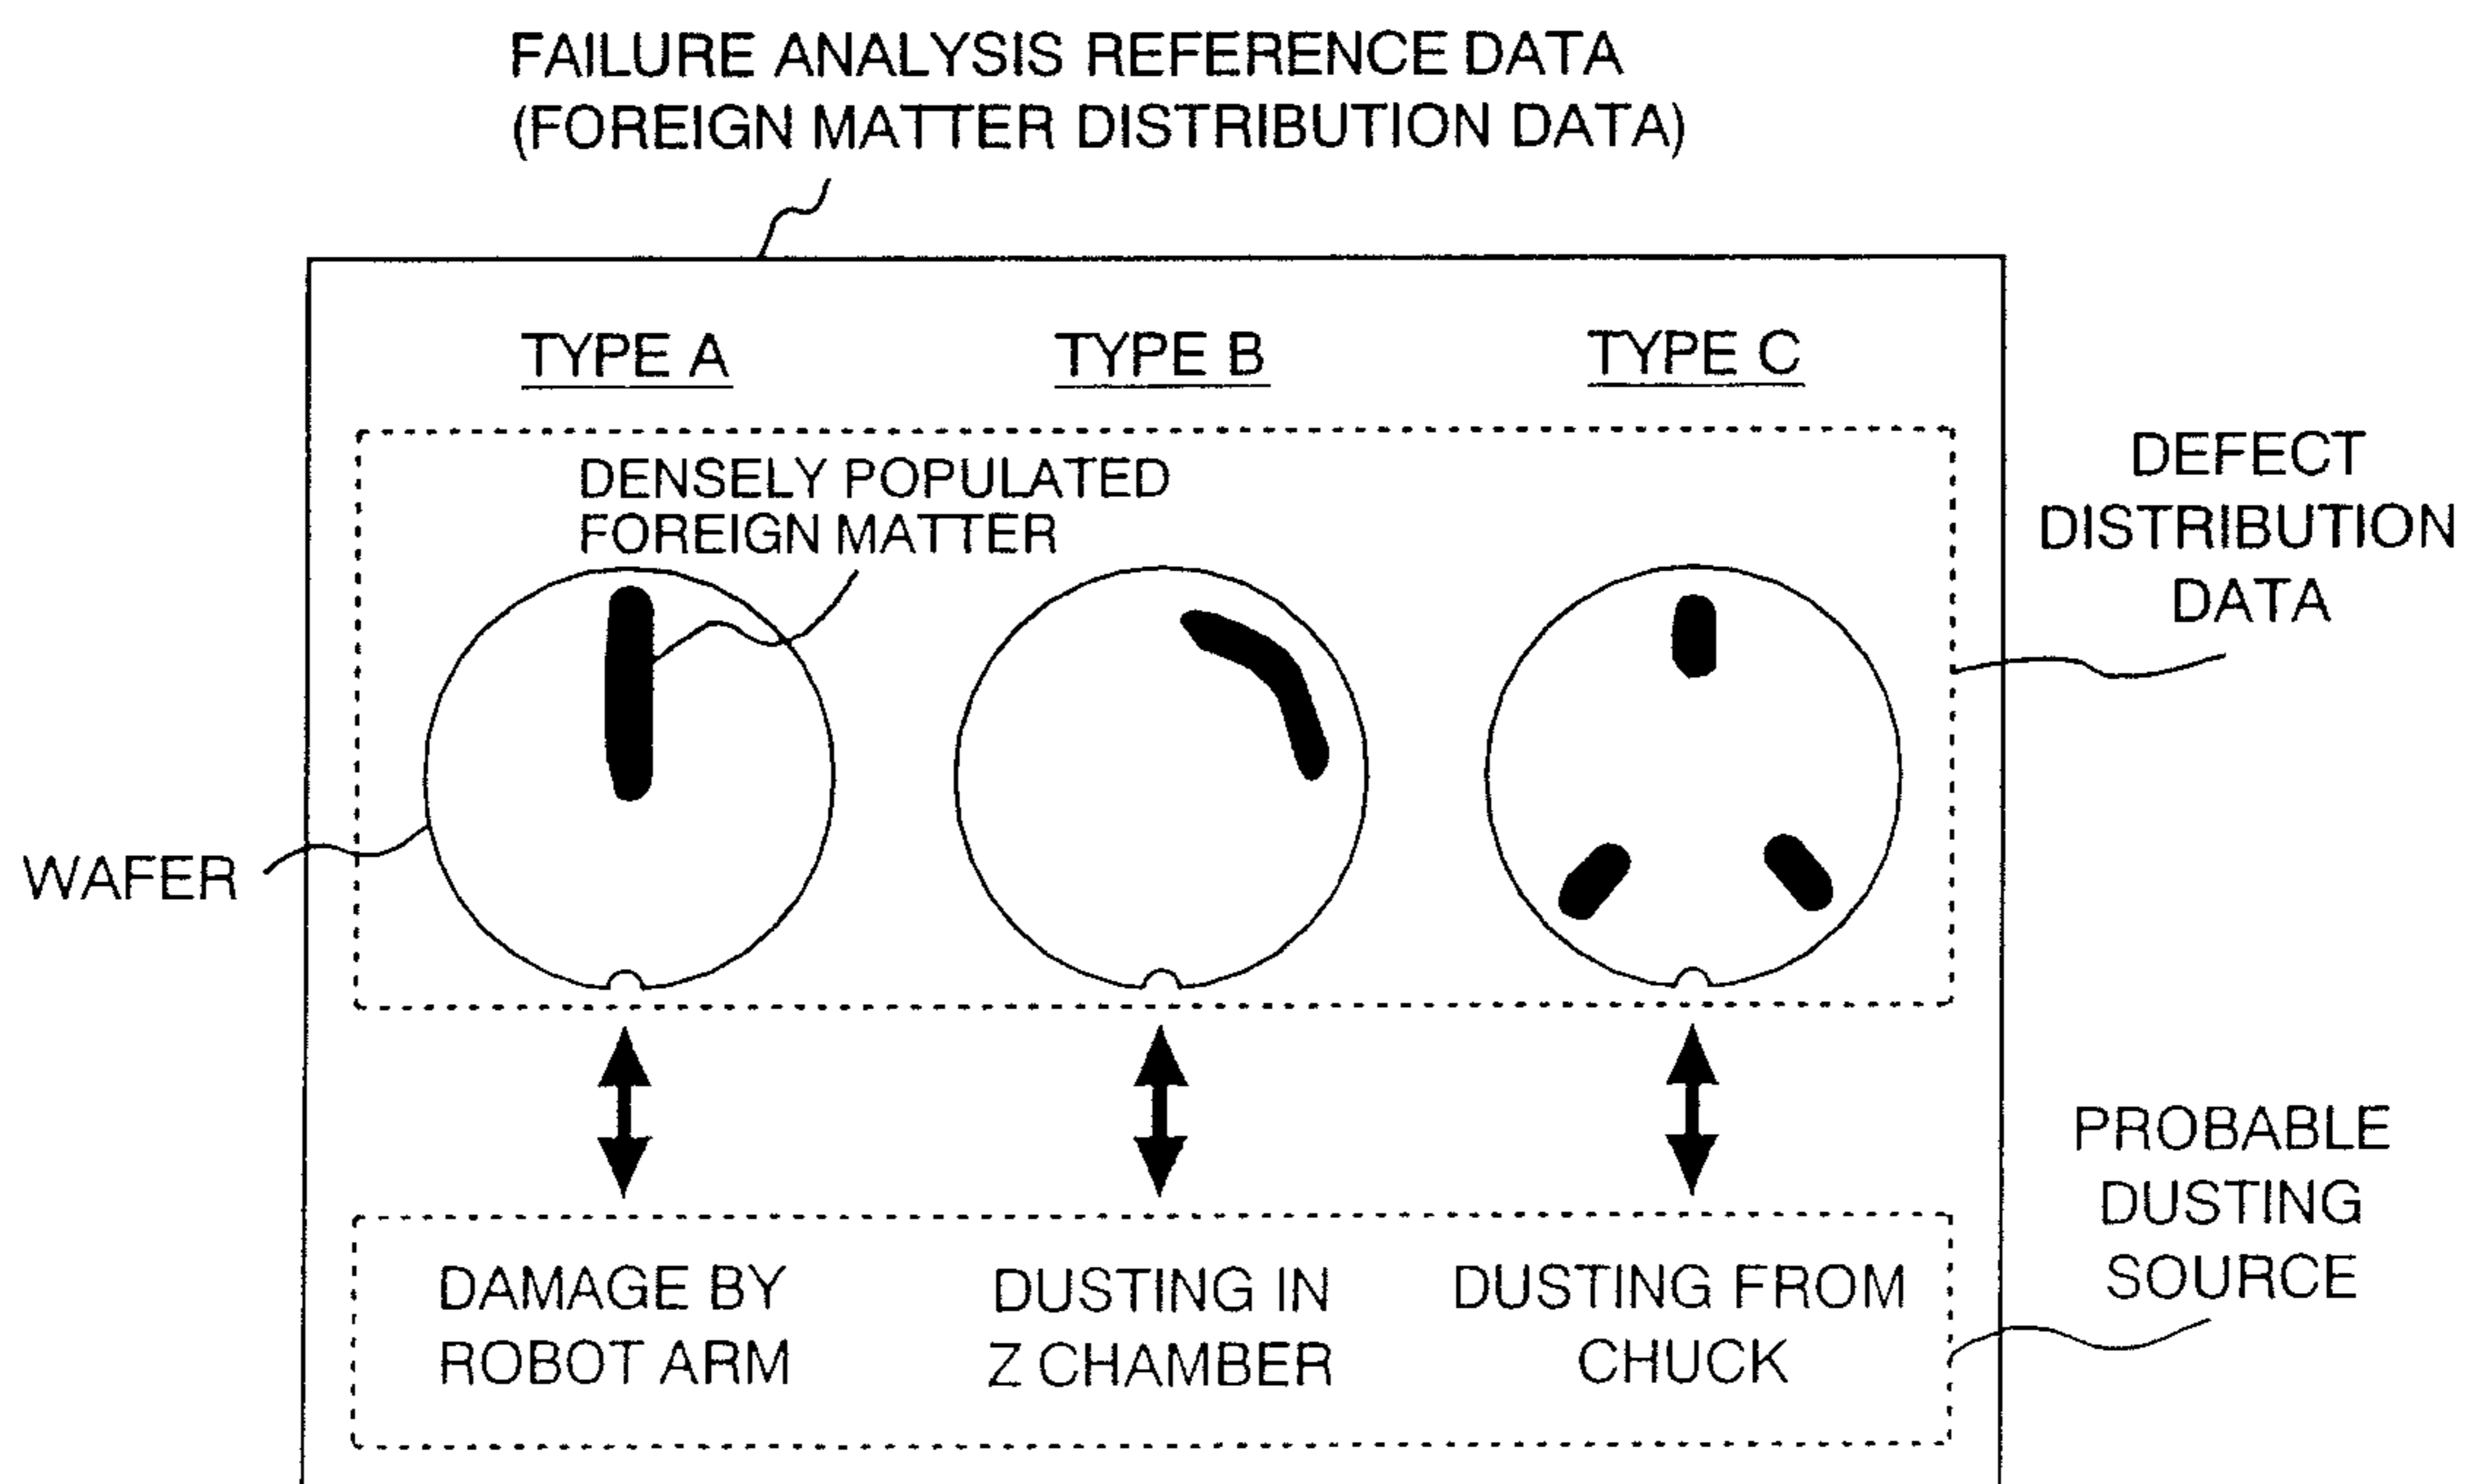 FAILURE ANALYSIS REFERENCE DATA
(FOREIGN MATTER DISTRIBUTION DATA)
TYPE A
TYPE B
TYPE C
DENSELY POPULATED
FOREIGN MATTER
DEFECT
DISTRIBUTION
DATA
WAFER
DAMAGE BY
ROBOT ARM
DUSTING IN
Z CHAMBER
DUSTING FROM
CHUCK
PROBABLE
DUSTING
SOURCE